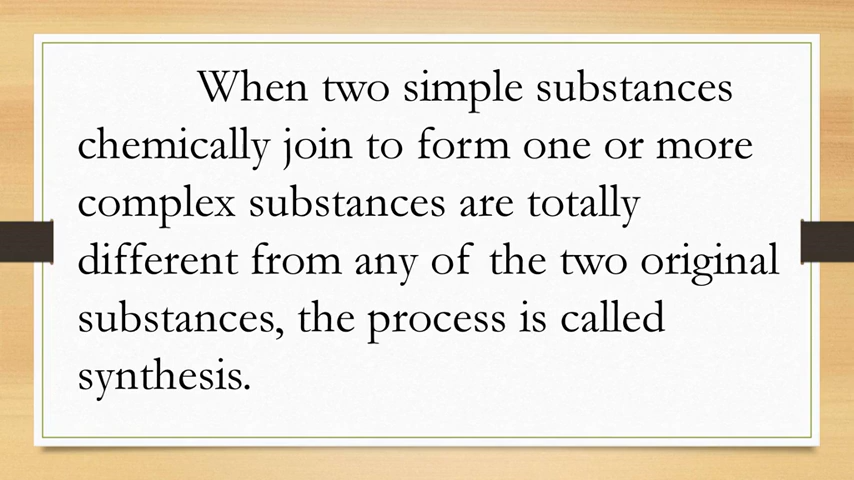 When two simple substances
chemically join to form one or more
complex substances are totally
different from any of the two original
substances, the process is called
synthesis.